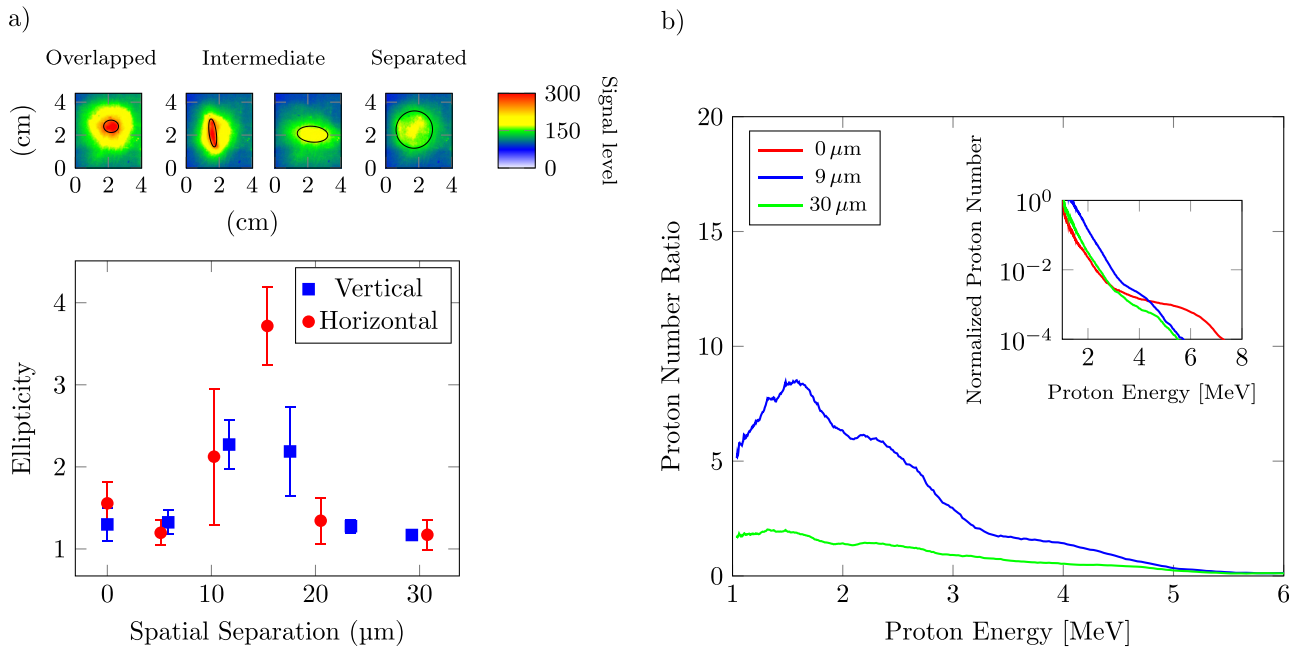 a)
Overlapped Intermediate Separated
(cm)
4
2
0
0 2 4 0 2 4 0 2 4 0 2 4
(cm)
300
150
0
Signal level
Vertical
Horizontal
Ellipticity
4
3
2
1
0 10 20 30
Spatial Separation (µm)
b)
Proton Number Ratio
20
15
10
5
0
1 2 3 4 5 6
Proton Energy [MeV]
0 μm
9 μm
30 μm
Normalized Proton Number
10^0
10^−2
10^−4
2 4 6 8
Proton Energy [MeV]